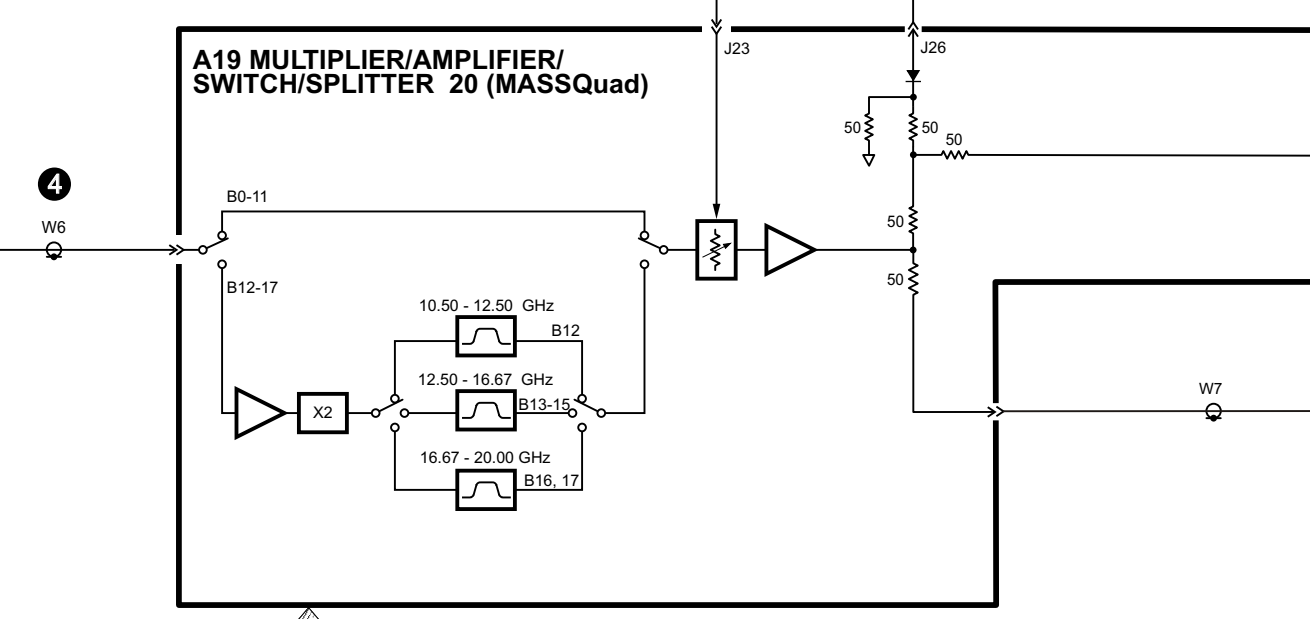 J23
J26
A19 MULTIPLIER/AMPLIFIER/
SWITCH/SPLITTER 20 (MASSQuad)
50
50
50
4
W6
B0-11
50
50
B12-17
10.50 - 12.50 GHz
B12
12.50 - 16.67 GHz
B13-15
X2
W7
16.67 - 20.00 GHz
B16, 17